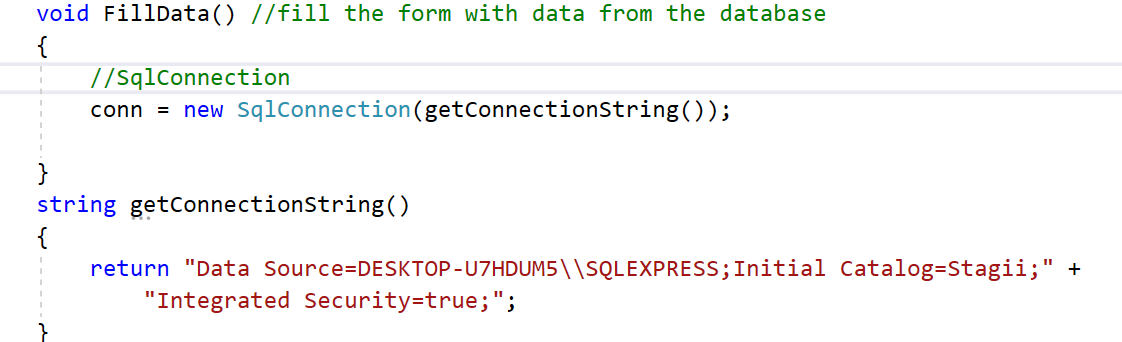 void FillData() //fill the form with data from the database
{
//SqlConnection
conn = new SqlConnection(getConnectionString());
}
string getConnectionString()
{
return "Data Source=DESKTOP-U7HDUM5\\SQLEXPRESS;Initial Catalog=Stagii;" +
"Integrated Security=true;";
}